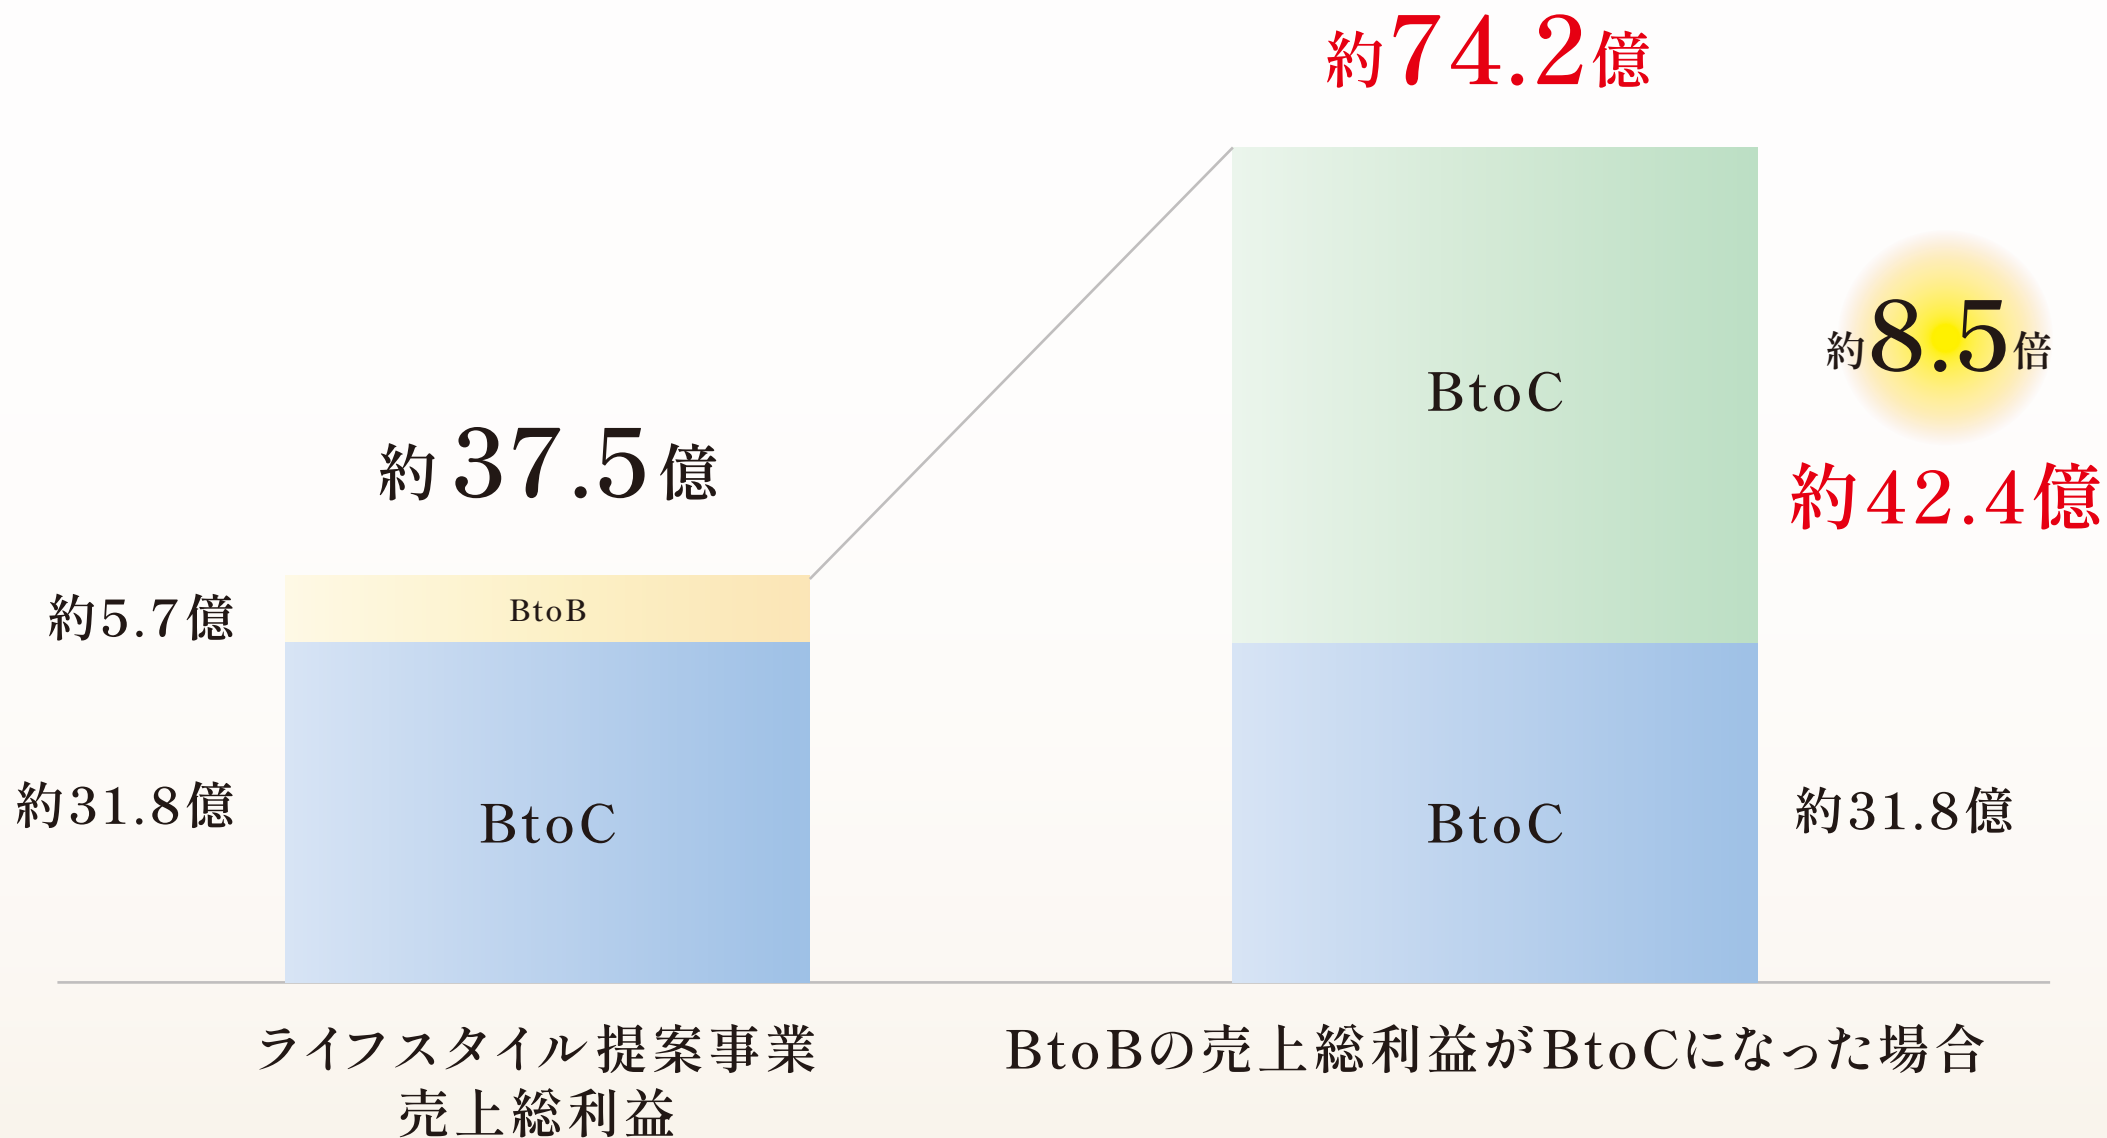 約74.2億
約8.5倍
約42.4億
約37.5億
約5.7億
約31.8億
BtoB
BtoC
BtoC
BtoC
約31.8億
ライフスタイル提案事業
売上総利益
BtoBの売上総利益がBtoCになった場合